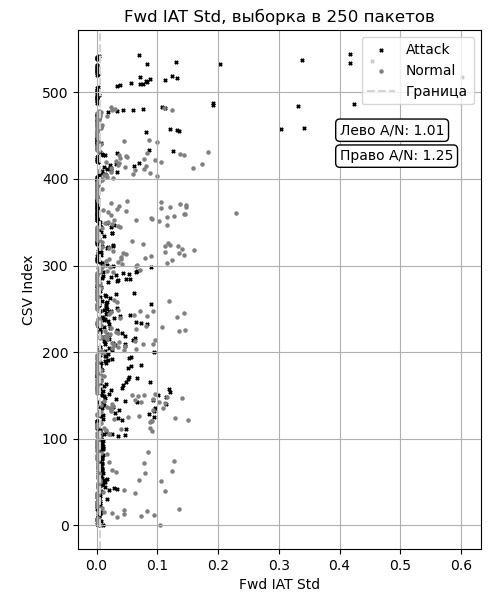 Fwd IAT Std, выборка в 250 пакетов
Attack
Normal
Граница
Лево A/N: 1.01
Право A/N: 1.25
CSV Index
500
400
300
200
100
0
0.0 0.1 0.2 0.3 0.4 0.5 0.6
Fwd IAT Std